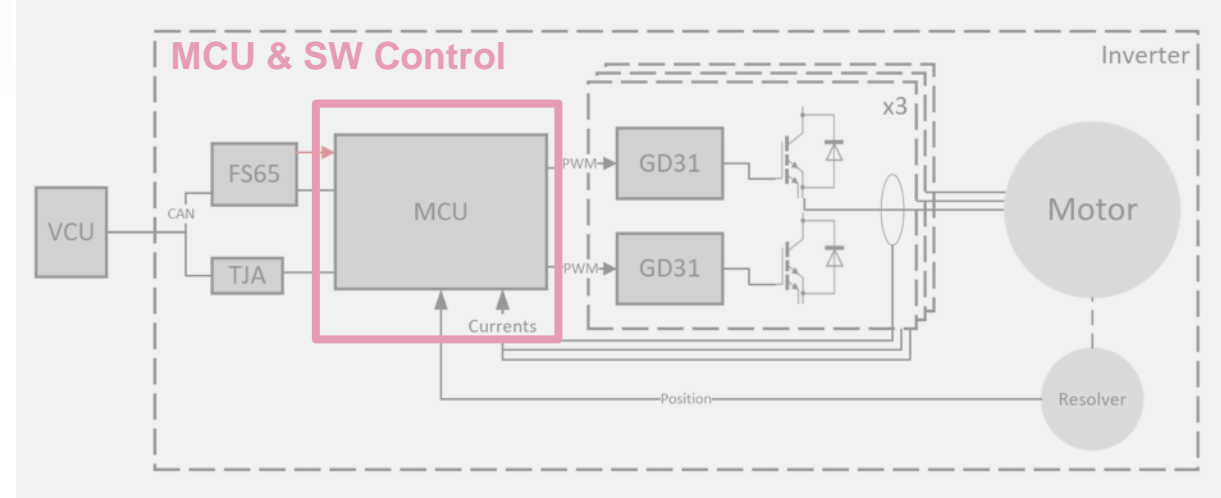 MCU & SW Control
Inverter
x3
FS65
PWM
GD31
MCU
Motor
CAN
VCU
TJA
PWM
GD31
Currents
Position
Resolver